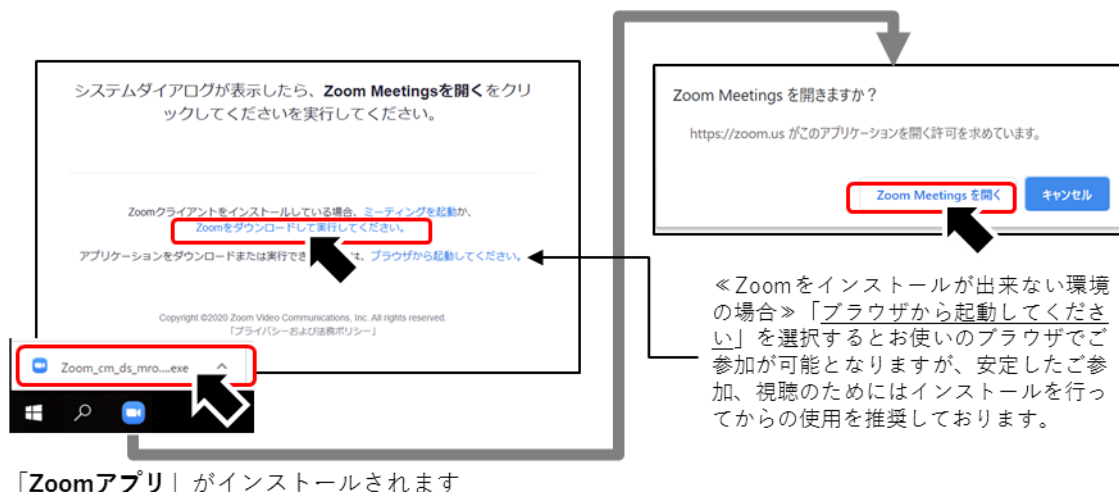 システムダイアログが表示したら、Zoom Meetingsを開くをクリ
ックしてくださいを実行してください。
Zoomクライアントをインストールしている場合、ミーティングを起動か、
Zoomをダウンロードして実行してください。
アプリケーションをダウンロードまたは実行でき は、ブラウザから起動してください。
Copyright ©2020 Zoom Video Communications, Inc. All rights reserved.
「プライバシーおよび法務ポリシー」
Zoom_cm_ds_mro....exe
「Zoomアプリ」がインストールされます
Zoom Meetings を開きますか？
https://zoom.us がこのアプリケーションを開く許可を求めています。
Zoom Meetings を開く
キャンセル
≪Zoomをインストールが出来ない環境
の場合≫「ブラウザから起動してくださ
い」を選択するとお使いのブラウザでご
参加が可能となりますが、安定したご参
加、視聴のためにはインストールを行っ
てからの使用を推奨しております。